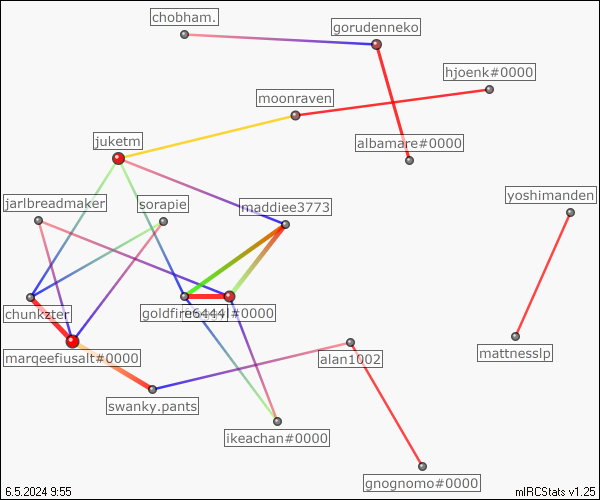 chobham.
gorudenneko
hjoenk#0000
moonraven
juketm
albamare#0000
yoshimanden
jarlbreadmaker
sorapie
maddiee3773
chunkzter
goldfire6444
#0000
marqeefiusalt#0000
alan1002
mattnesslp
swanky.pants
ikeachan#0000
gnognomo#0000
6.5.2024 9:55
mIRCStats v1.25